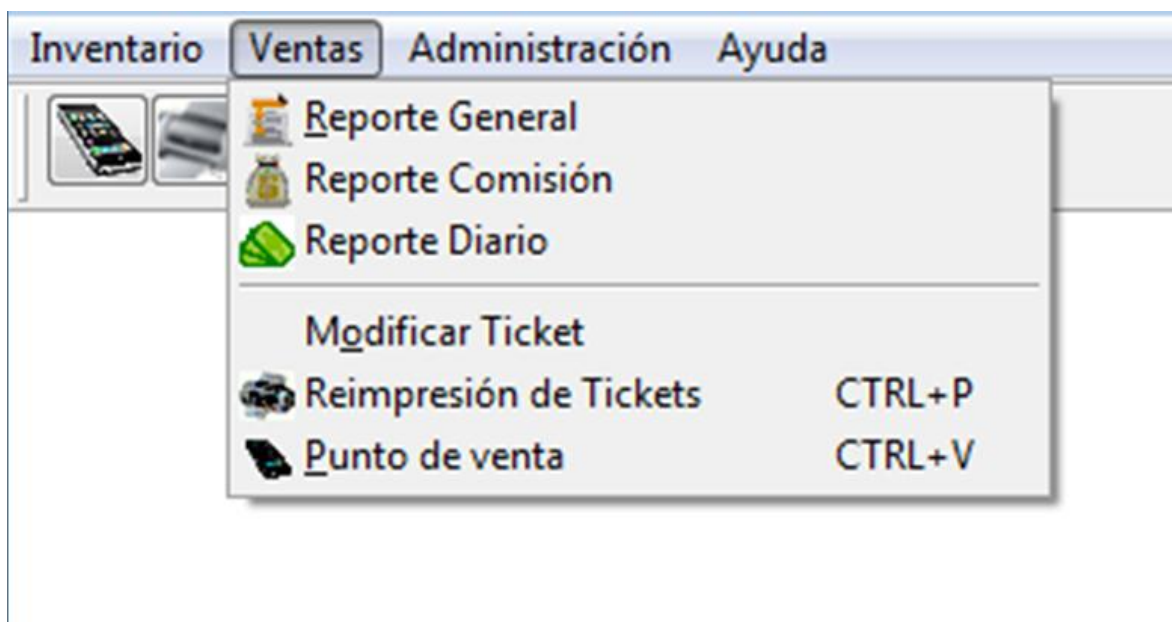 Inventario Ventas Administración Ayuda
Reporte General
Reporte Comisión
Reporte Diario
Modificar Ticket
Reimpresión de Tickets CTRL+P
Punto de venta CTRL+V